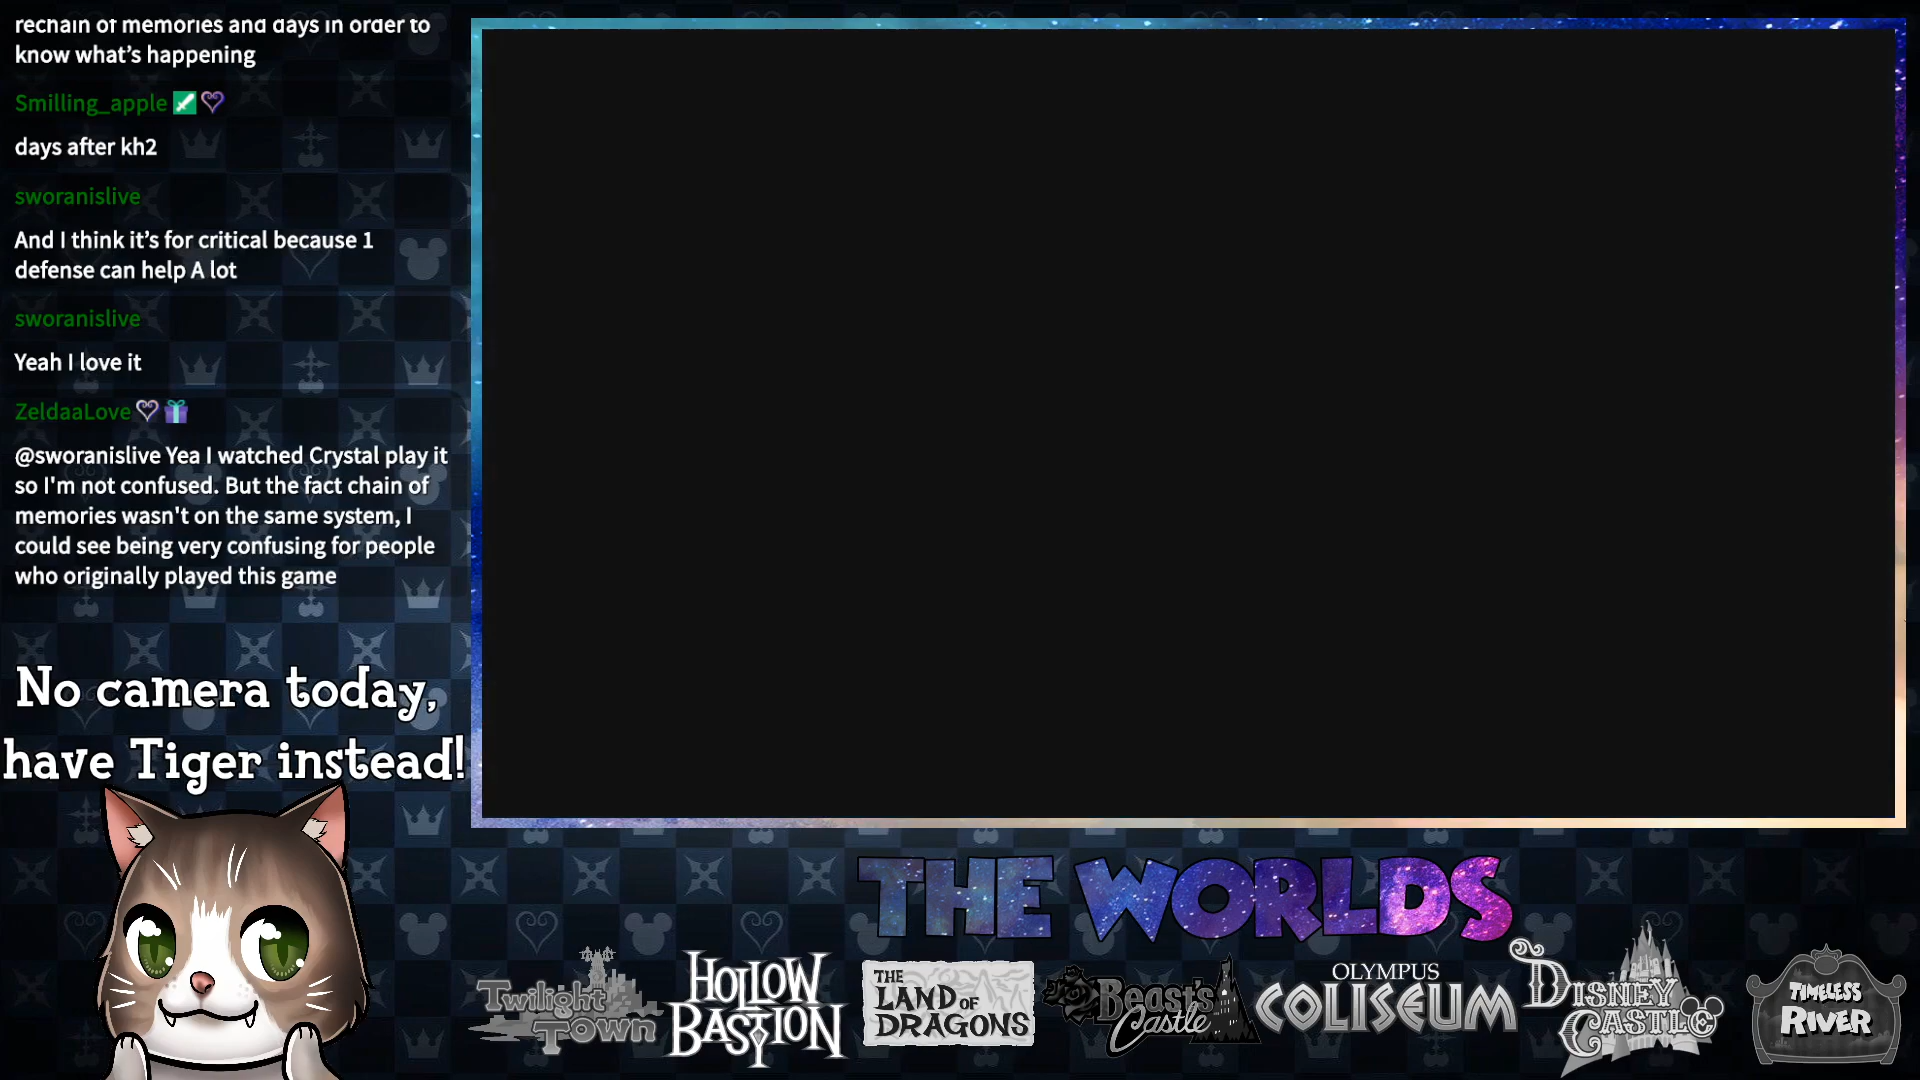 rechain of memories and days in order to
know what’s happening
Smilling_apple
days after kh2
sworanislive
And I think it’s for critical because 1
defense can help A lot
sworanislive
Yeah I love it
ZeldaaLove
@sworanislive Yea I watched Crystal play it
so I'm not confused. But the fact chain of
memories wasn't on the same system, I
could see being very confusing for people
who originally played this game
No camera today,
have Tiger instead!
THE WORLDS
Twilight
Town
HOLLOW
BASTION
THE
LAND OF
DRAGONS
Beast's
Castle
OLYMPUS
COLISEUM
DISNEY
CASTLE
TIMELESS
RIVER